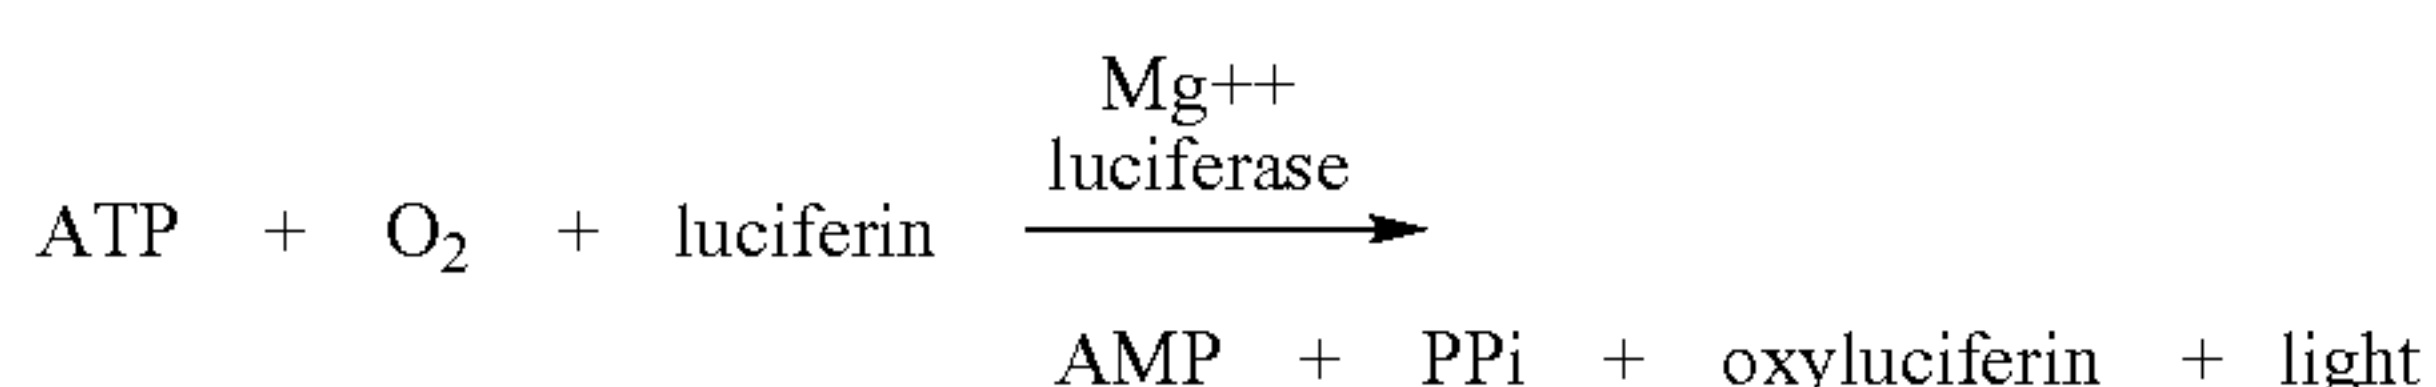 Mg++
luciferase
ATP + O₂ + luciferin
AMP + PPi + oxyluciferin + light